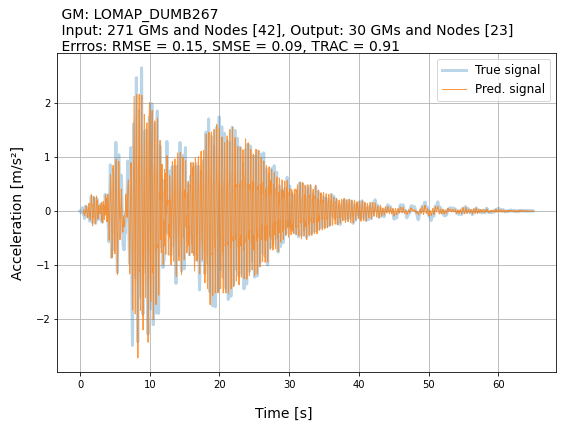 GM: LOMAP_DUMB267
Input: 271 GMs and Nodes [42], Output: 30 GMs and Nodes [23]
Errros: RMSE = 0.15, SMSE = 0.09, TRAC = 0.91
True signal
Pred. signal
Acceleration [m/s²]
2
1
0
−1
−2
0 10 20 30 40 50 60
Time [s]